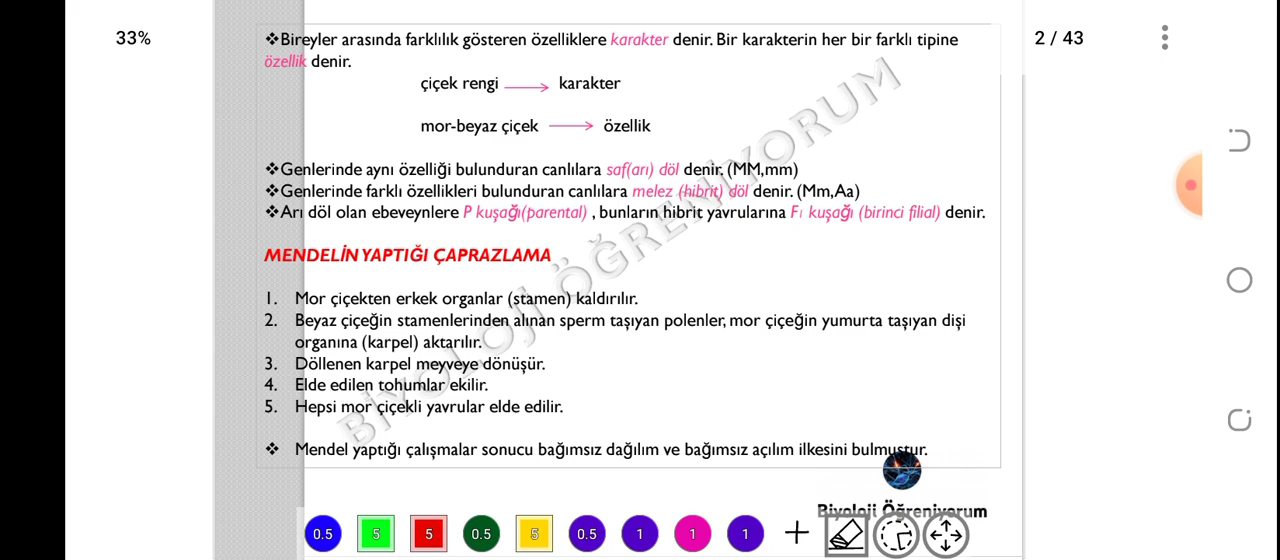 33%
2 / 43
❖Bireyler arasında farklılık gösteren özelliklere karakter denir. Bir karakterin her bir farklı tipine
özellik denir.
çiçek rengi → karakter
mor-beyaz çiçek → özellik
❖Genlerinde aynı özelliği bulunduran canlılara saf(arı) döl denir. (MM,mm)
❖Genlerinde farklı özellikleri bulunduran canlılara melez (hibrit) döl denir. (Mm,Aa)
❖Arı döl olan ebeveynlere P kuşağı(parental) , bunların hibrit yavrularına F1 kuşağı (birinci filial) denir.
MENDELİN YAPTIĞI ÇAPRAZLAMA
1. Mor çiçekten erkek organlar (stamen) kaldırılır.
2. Beyaz çiçeğin stamenlerinden alınan sperm taşıyan polenler, mor çiçeğin yumurta taşıyan dişi
organına (karpel) aktarılır.
3. Döllenen karpel meyveye dönüşür.
4. Elde edilen tohumlar ekilir.
5. Hepsi mor çiçekli yavrular elde edilir.
❖ Mendel yaptığı çalışmalar sonucu bağımsız dağılım ve bağımsız açılım ilkesini bulmuştur.
BİYOLOJİ ÖĞRENİYORUM
Biyoloji Öğreniyorum
0.5 5 5 0.5 5 0.5 1 1 1